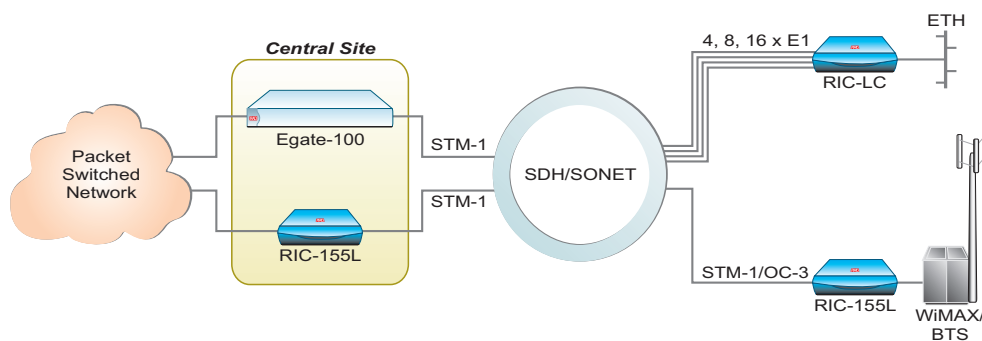 Central Site
Packet
Switched
Network
Egate-100
RIC-155L
STM-1
STM-1
SDH/SONET
4, 8, 16 x E1
RIC-LC
ETH
STM-1/OC-3
RIC-155L
WiMAX/
BTS